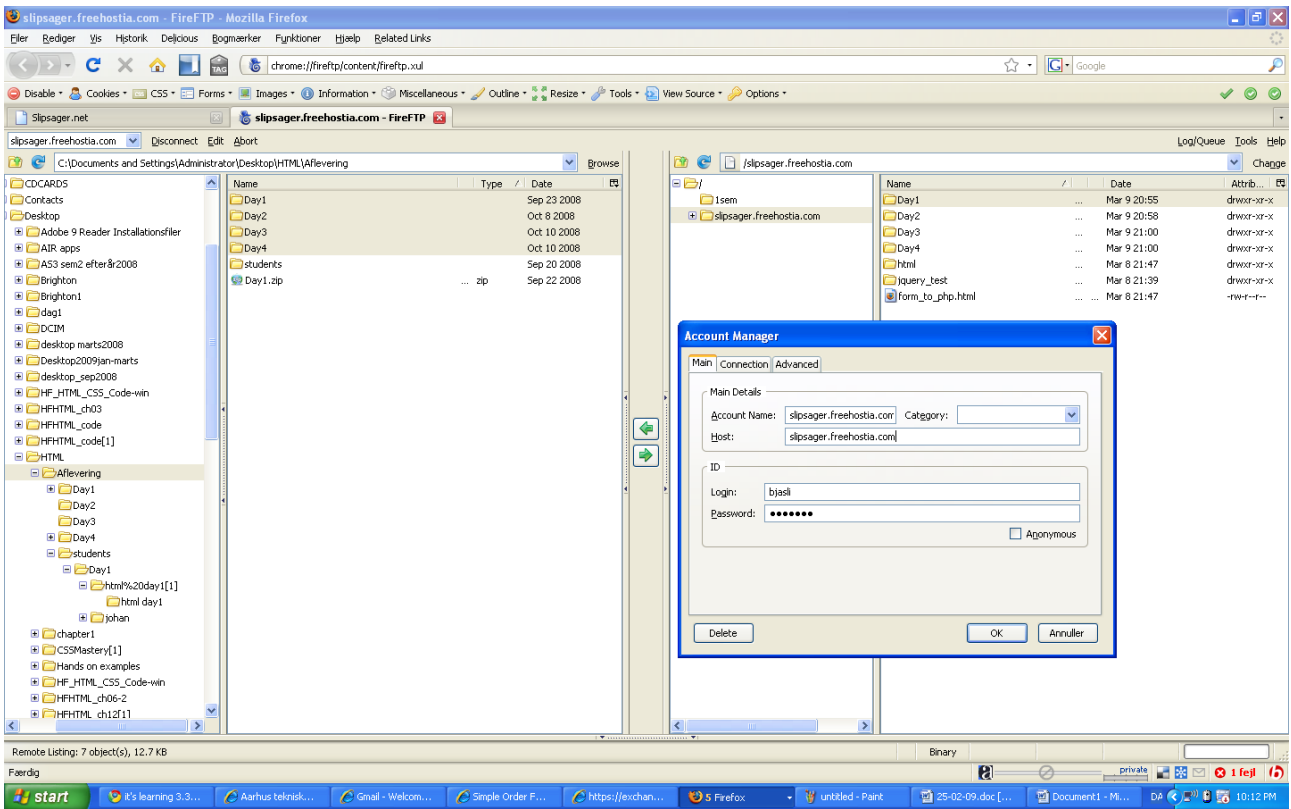 slipsager.freehostia.com - FireFTP - Mozilla Firefox
Filer Rediger Vis Historik Delicious Bogmærker Funktioner Hjælp Related Links
TAG chrome://fireftp/content/fireftp.xul G Google
Disable Cookies CSS Forms Images Information Miscellaneous Outline Resize Tools View Source Options
Slipsager.net slipsager.freehostia.com - FireFTP
slipsager.freehostia.com Disconnect Edit Abort Log/Queue Tools Help
C:\Documents and Settings\Administrator\Desktop\HTML\Aflevering Browse /slipsager.freehostia.com Change
CDCARDS
Contacts
Desktop
Adobe 9 Reader Installationsfiler
AIR apps
AS3 sem2 efterår2008
Brighton
Brighton1
dag1
DCIM
desktop marts2008
Desktop2009jan-marts
desktop_sep2008
HF_HTML_CSS_Code-win
HFHTML_ch03
HFHTML_code
HFHTML_code[1]
HTML
Aflevering
Day1
Day2
Day3
Day4
students
Day1
html%20day1[1]
html day1
johan
chapter1
CSSMastery[1]
Hands on examples
HF_HTML_CSS_Code-win
HFHTML_ch06-2
HFHTML_ch12[1]
Name Type Date
Day1 Sep 23 2008
Day2 Oct 8 2008
Day3 Oct 10 2008
Day4 Oct 10 2008
students Sep 20 2008
Day1.zip ... zip Sep 22 2008
/
1sem
slipsager.freehostia.com
Name Date Attrib...
Day1 ... Mar 9 20:55 drwxr-xr-x
Day2 ... Mar 9 20:58 drwxr-xr-x
Day3 ... Mar 9 21:00 drwxr-xr-x
Day4 ... Mar 9 21:00 drwxr-xr-x
html ... Mar 8 21:47 drwxr-xr-x
jquery_test ... Mar 8 21:39 drwxr-xr-x
form_to_php.html ... ... Mar 8 21:47 -rw-r--r--
Account Manager
Main Connection Advanced
Main Details
Account Name: slipsager.freehostia.com Category:
Host: slipsager.freehostia.com
ID
Login: bjasli
Password: •••••••
Anonymous
Delete OK Annuller
Remote Listing: 7 object(s), 12.7 KB Binary
Færdig private 1 fejl
start it's learning 3.3... Aarhus teknisk... Gmail - Welcom... Simple Order F... https://exchan... 5 Firefox untitled - Paint 25-02-09.doc [... Document1 - Mi... DA 10:12 PM